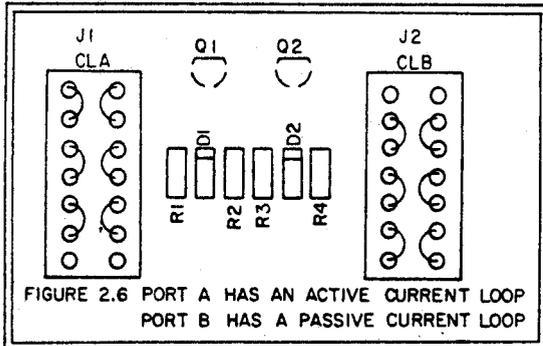 J1
CLA
Q1
Q2
J2
CLB
R1
D1
R2
R3
D2
R4
FIGURE 2.6 PORT A HAS AN ACTIVE CURRENT LOOP
PORT B HAS A PASSIVE CURRENT LOOP